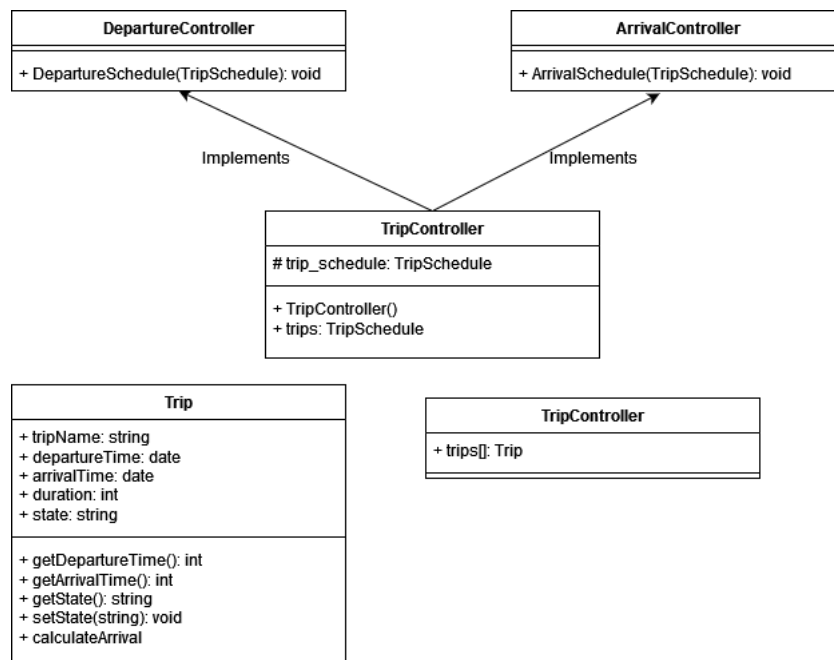 DepartureController
+ DepartureSchedule(TripSchedule): void
ArrivalController
+ ArrivalSchedule(TripSchedule): void
Implements
Implements
TripController
# trip_schedule: TripSchedule
+ TripController()
+ trips: TripSchedule
Trip
+ tripName: string
+ departureTime: date
+ arrivalTime: date
+ duration: int
+ state: string
+ getDepartureTime(): int
+ getArrivalTime(): int
+ getState(): string
+ setState(string): void
+ calculateArrival
TripController
+ trips[]: Trip